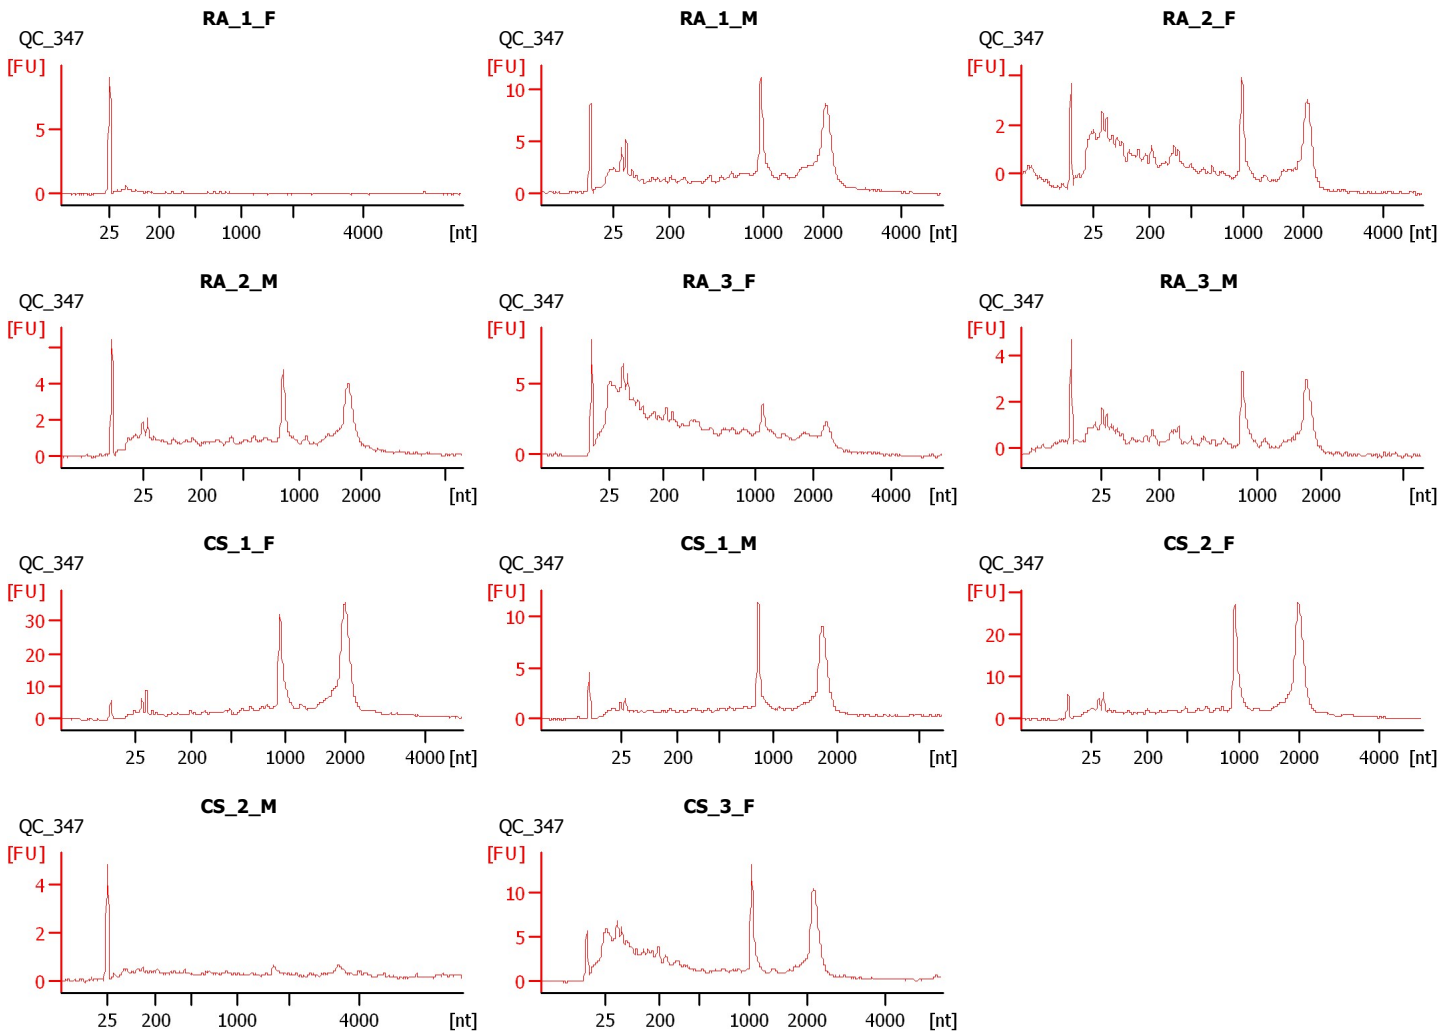 RA_1_F
QC_347
[FU]
5
0
25 200 1000 4000 [nt]
RA_1_M
QC_347
[FU]
10
5
0
25 200 1000 2000 4000 [nt]
RA_2_F
QC_347
[FU]
2
0
25 200 1000 2000 4000 [nt]
RA_2_M
QC_347
[FU]
4
2
0
25 200 1000 2000 [nt]
RA_3_F
QC_347
[FU]
5
0
25 200 1000 2000 4000 [nt]
RA_3_M
QC_347
[FU]
4
2
0
25 200 1000 2000 [nt]
CS_1_F
QC_347
[FU]
30
20
10
0
25 200 1000 2000 4000 [nt]
CS_1_M
QC_347
[FU]
10
5
0
25 200 1000 2000 [nt]
CS_2_F
QC_347
[FU]
20
10
0
25 200 1000 2000 4000 [nt]
CS_2_M
QC_347
[FU]
4
2
0
25 200 1000 4000 [nt]
CS_3_F
QC_347
[FU]
10
5
0
25 200 1000 2000 4000 [nt]